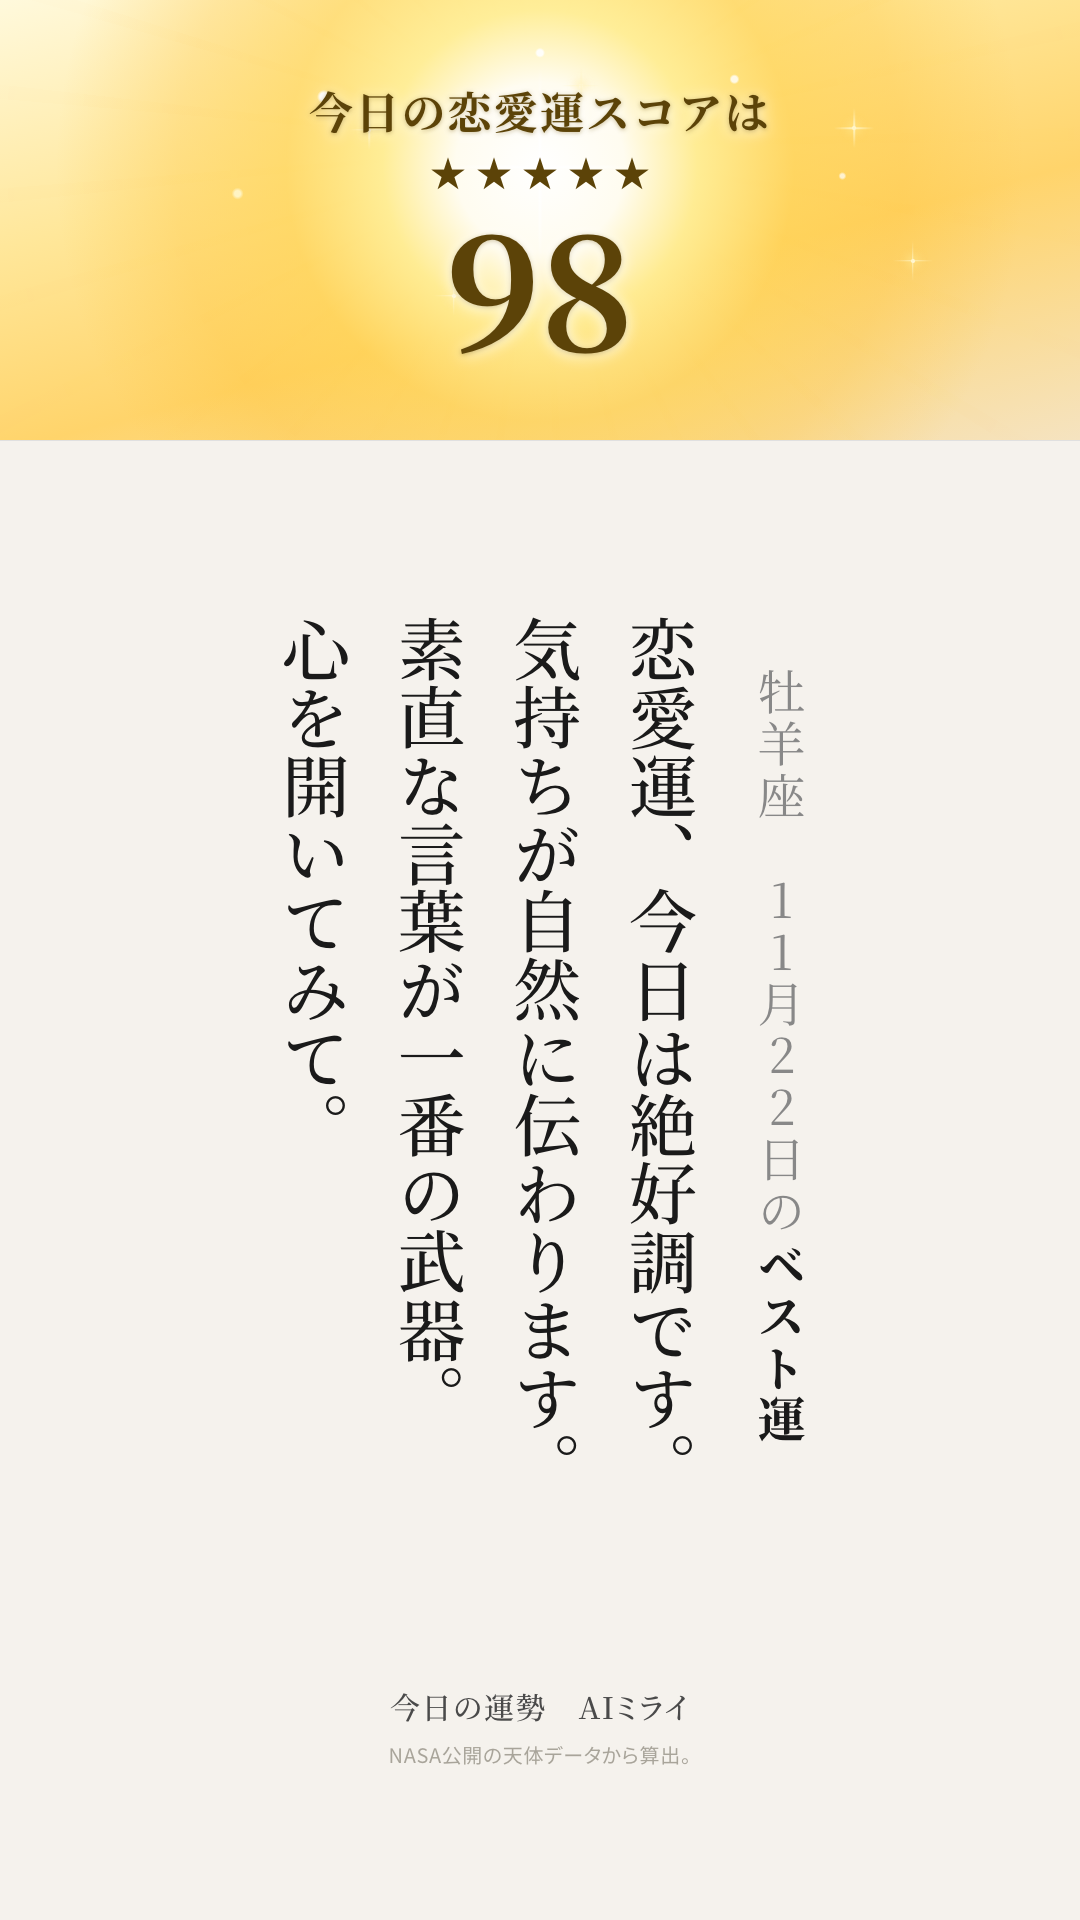 今日の恋愛運スコアは
★★★★★
98
牡羊座　11月22日のベスト運
恋愛運、今日は絶好調です。
気持ちが自然に伝わります。
素直な言葉が一番の武器。
心を開いてみて。
今日の運勢　AIミライ
NASA公開の天体データから算出。